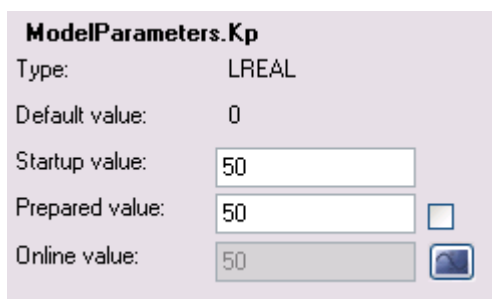 ModelParameters.Kp
Type: LREAL
Default value: 0
Startup value: 50
Prepared value: 50
Online value: 50